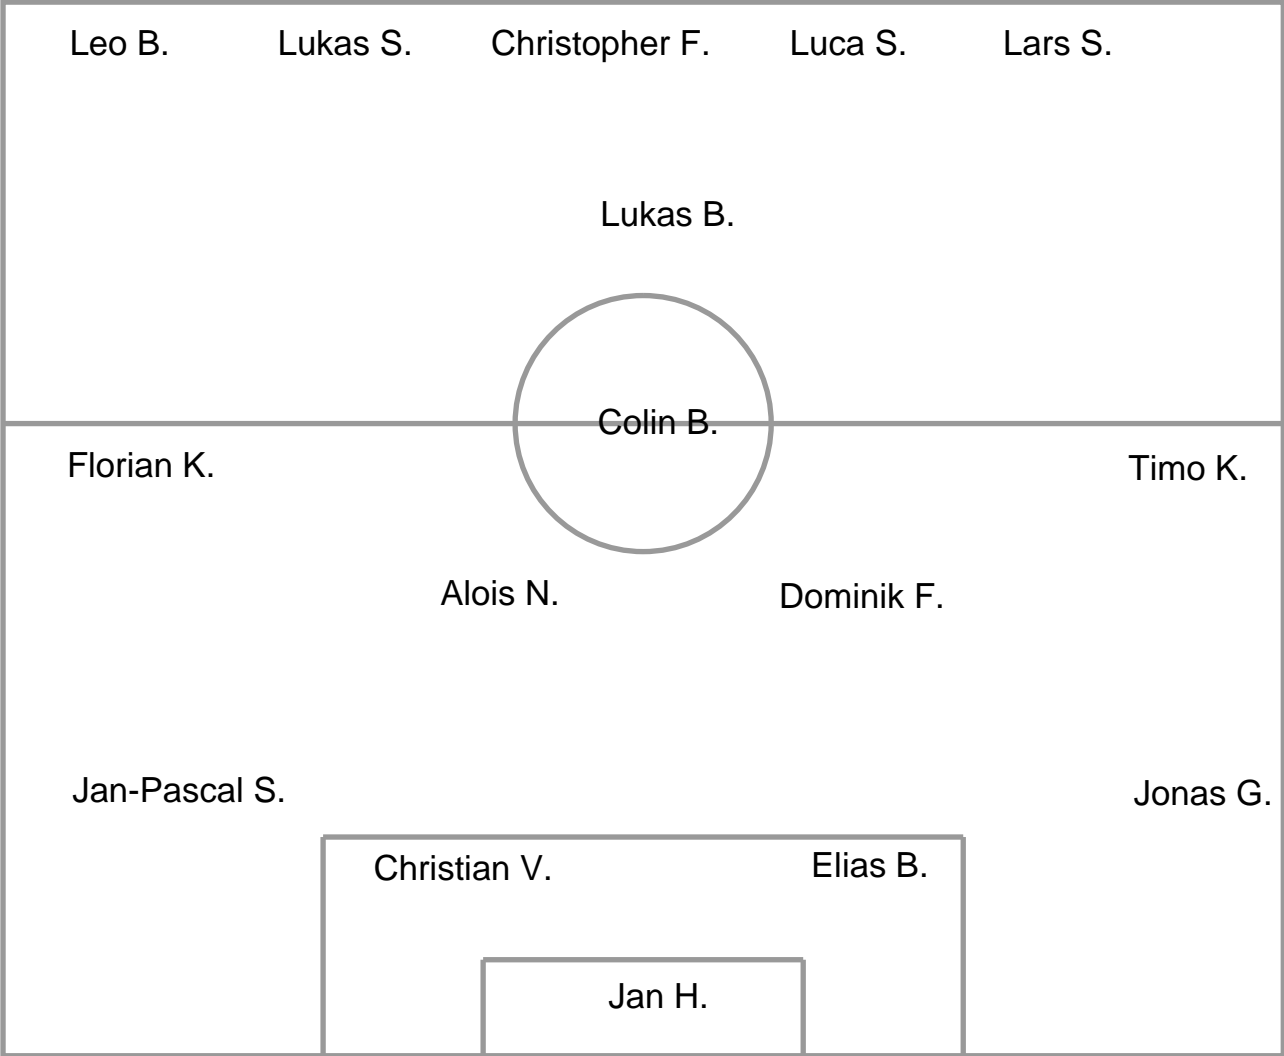 Leo B. Lukas S. Christopher F. Luca S. Lars S.
Lukas B.
Colin B.
Florian K. Timo K.
Alois N. Dominik F.
Jan-Pascal S. Jonas G.
Christian V. Elias B.
Jan H.